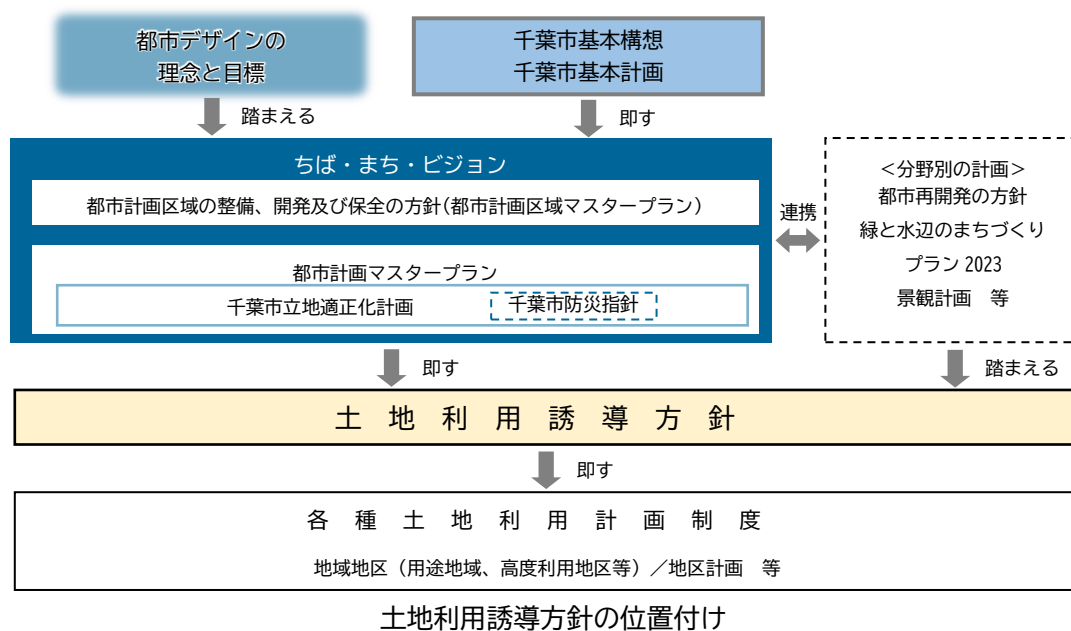 都市デザインの
理念と目標
千葉市基本構想
千葉市基本計画
踏まえる
即す
ちば・まち・ビジョン
都市計画区域の整備、開発及び保全の方針(都市計画区域マスタープラン)
都市計画マスタープラン
千葉市立地適正化計画
千葉市防災指針
連携
＜分野別の計画＞
都市再開発の方針
緑と水辺のまちづくり
プラン 2023
景観計画　等
即す
踏まえる
土地利用誘導方針
即す
各種土地利用計画制度
地域地区（用途地域、高度利用地区等）／地区計画　等
土地利用誘導方針の位置付け